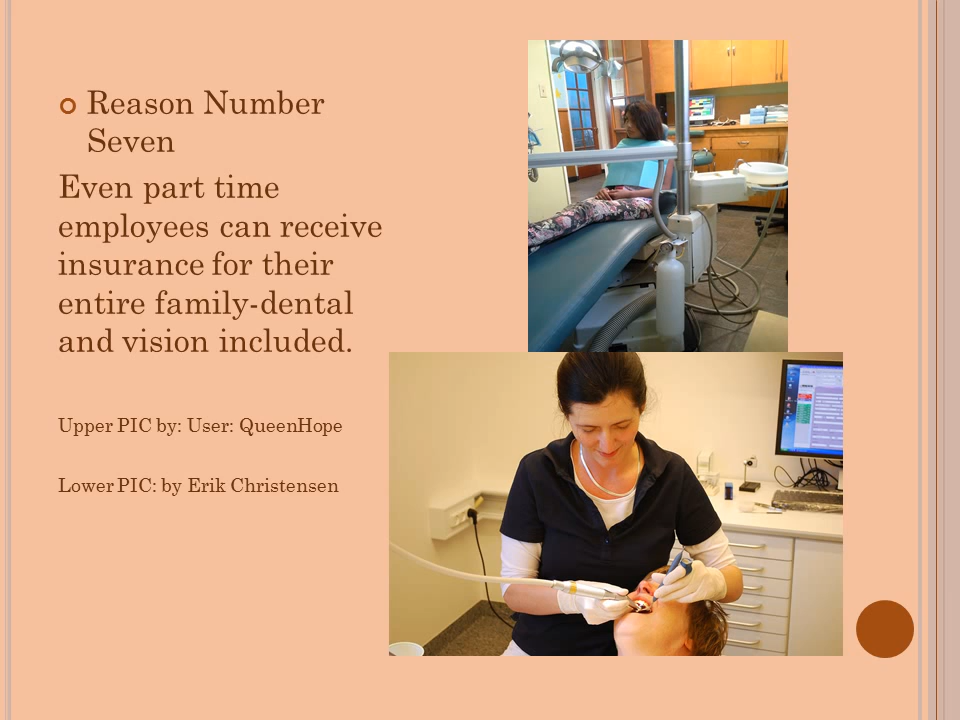 Reason Number
Seven
Even part time
employees can receive
insurance for their
entire family-dental
and vision included.
Upper PIC by: User: QueenHope
Lower PIC: by Erik Christensen